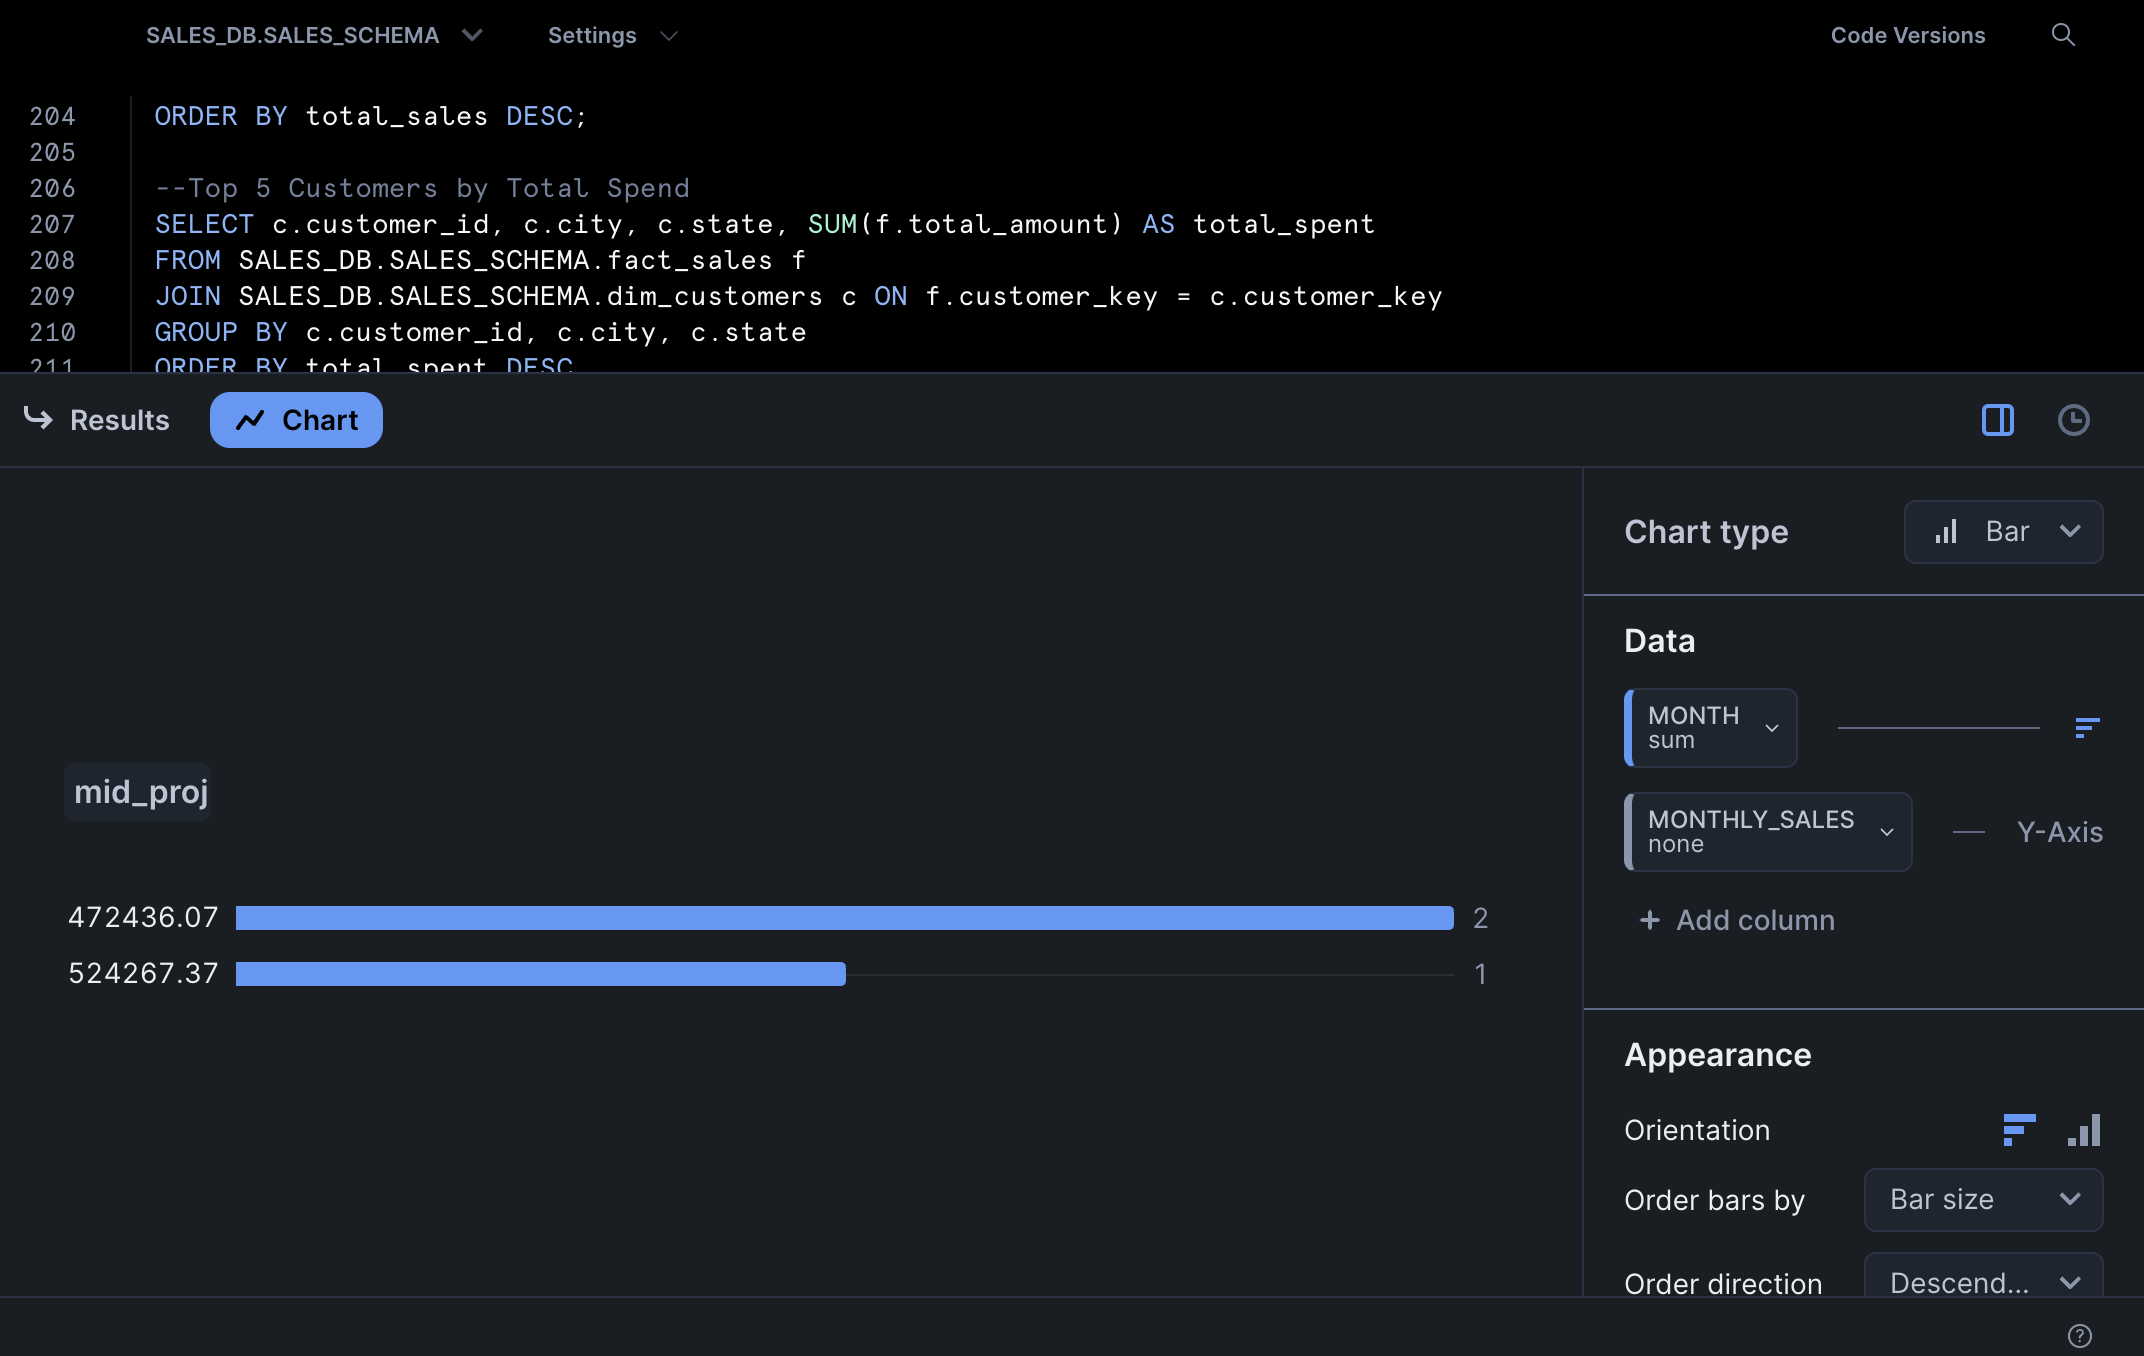 SALES_DB.SALES_SCHEMA Settings Code Versions
204 ORDER BY total_sales DESC;
205
206 --Top 5 Customers by Total Spend
207 SELECT c.customer_id, c.city, c.state, SUM(f.total_amount) AS total_spent
208 FROM SALES_DB.SALES_SCHEMA.fact_sales f
209 JOIN SALES_DB.SALES_SCHEMA.dim_customers c ON f.customer_key = c.customer_key
210 GROUP BY c.customer_id, c.city, c.state
211 ORDER BY total_spent DESC
Results Chart
mid_proj
472436.07 2
524267.37 1
Chart type Bar
Data
MONTH
sum
MONTHLY_SALES
none
Y-Axis
+ Add column
Appearance
Orientation
Order bars by Bar size
Order direction Descend...